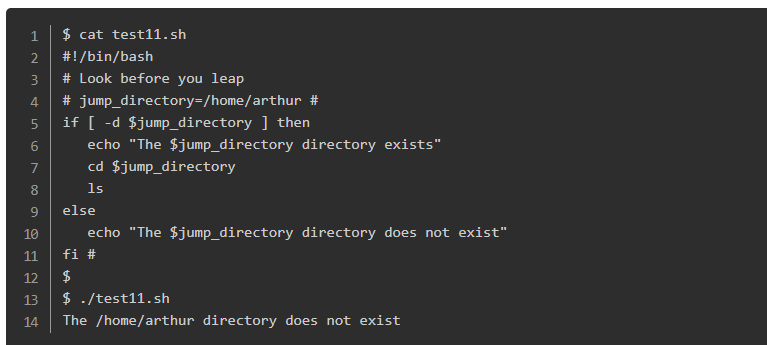 1 $ cat test11.sh
2 #!/bin/bash
3 # Look before you leap
4 # jump_directory=/home/arthur #
5 if [ -d $jump_directory ] then
6    echo "The $jump_directory directory exists"
7    cd $jump_directory
8    ls
9 else
10    echo "The $jump_directory directory does not exist"
11 fi #
12 $
13 $ ./test11.sh
14 The /home/arthur directory does not exist